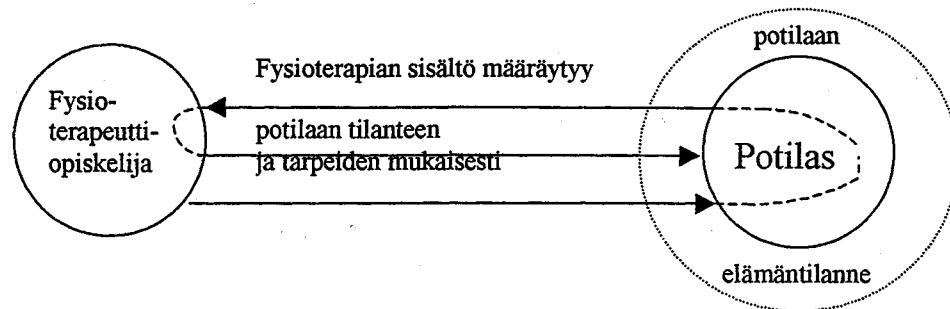 Fysio-
terapeutti-
opiskelija
Fysioterapian sisältö määräytyy
potilaan tilanteen
ja tarpeiden mukaisesti
potilaan
Potilas
elämäntilanne